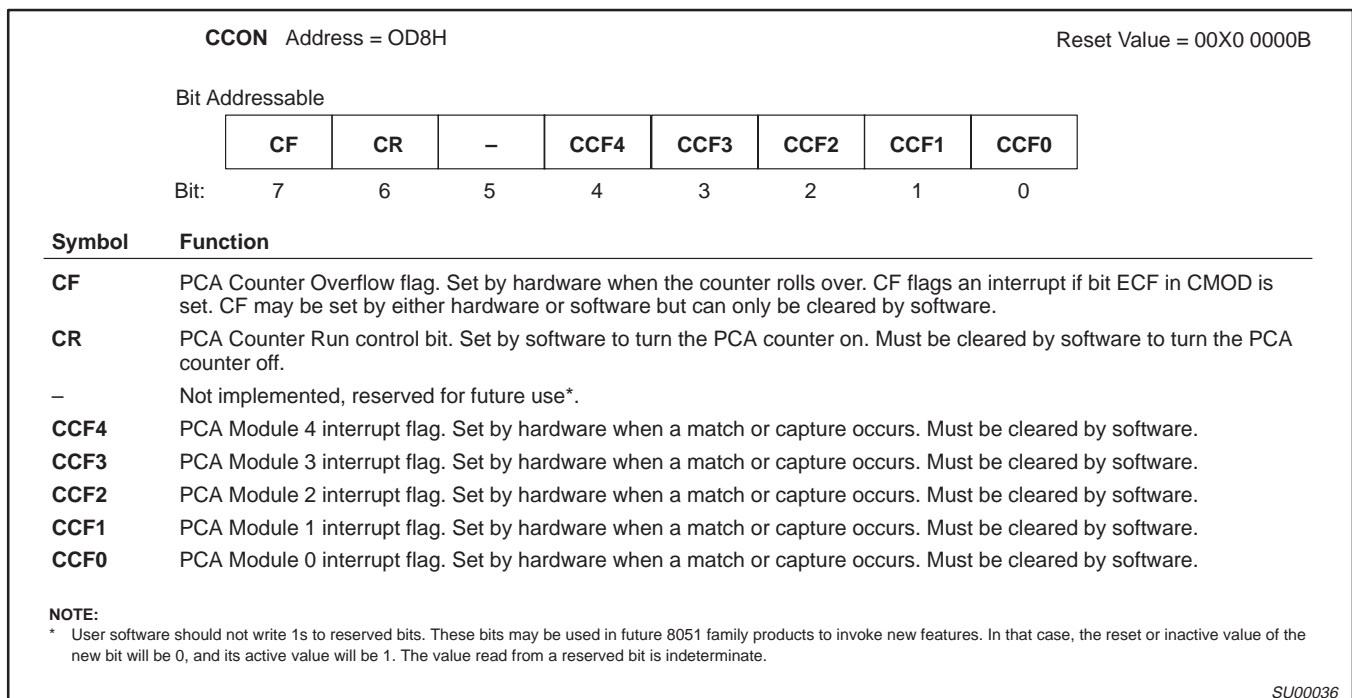 CCON Address = OD8H Reset Value = 00X0 0000B
Bit Addressable
CF CR – CCF4 CCF3 CCF2 CCF1 CCF0
Bit: 7 6 5 4 3 2 1 0
Symbol Function
CF PCA Counter Overflow flag. Set by hardware when the counter rolls over. CF flags an interrupt if bit ECF in CMOD is
set. CF may be set by either hardware or software but can only be cleared by software.
CR PCA Counter Run control bit. Set by software to turn the PCA counter on. Must be cleared by software to turn the PCA
counter off.
– Not implemented, reserved for future use*.
CCF4 PCA Module 4 interrupt flag. Set by hardware when a match or capture occurs. Must be cleared by software.
CCF3 PCA Module 3 interrupt flag. Set by hardware when a match or capture occurs. Must be cleared by software.
CCF2 PCA Module 2 interrupt flag. Set by hardware when a match or capture occurs. Must be cleared by software.
CCF1 PCA Module 1 interrupt flag. Set by hardware when a match or capture occurs. Must be cleared by software.
CCF0 PCA Module 0 interrupt flag. Set by hardware when a match or capture occurs. Must be cleared by software.
NOTE:
* User software should not write 1s to reserved bits. These bits may be used in future 8051 family products to invoke new features. In that case, the reset or inactive value of the
new bit will be 0, and its active value will be 1. The value read from a reserved bit is indeterminate.
SU00036